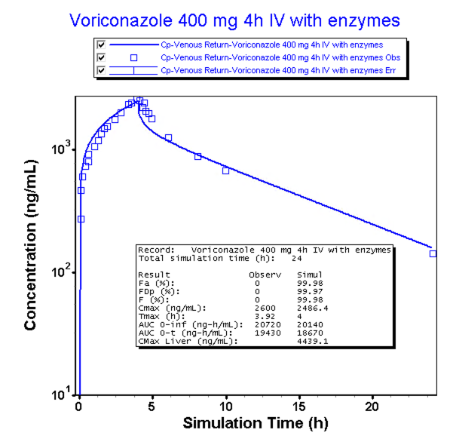 Voriconazole 400 mg 4h IV with enzymes
Cp-Venous Return-Voriconazole 400 mg 4h IV with enzymes
Cp-Venous Return-Voriconazole 400 mg 4h IV with enzymes Obs
Cp-Venous Return-Voriconazole 400 mg 4h IV with enzymes Err
Concentration (ng/mL)
10³
10²
10¹
Record: Voriconazole 400 mg 4h IV with enzymes
Total simulation time (h): 24
Result Observ Simul
Fa (%): 0 99.98
FDp (%): 0 99.97
F (%): 0 99.98
Cmax (ng/mL): 2600 2486.4
Tmax (h): 3.92 4
AUC 0-inf (ng-h/mL): 20720 20140
AUC 0-t (ng-h/mL): 19430 18670
CMax Liver (ng/mL): 4439.1
0 5 10 15 20
Simulation Time (h)